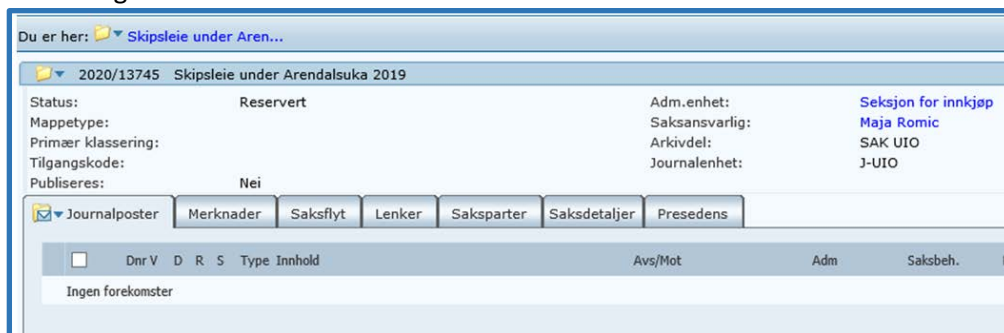 Du er her: Skipsleie under Aren...
2020/13745 Skipsleie under Arendalsuka 2019
Status: Reservert Adm.enhet: Seksjon for innkjøp
Mappetype: Saksansvarlig: Maja Romic
Primær klassering: Arkivdel: SAK UIO
Tilgangskode: Journalenhet: J-UIO
Publiseres: Nei
Journalposter Merknader Saksflyt Lenker Saksparter Saksdetaljer Presedens
Dnr V D R S Type Innhold Avs/Mot Adm Saksbeh.
Ingen forekomster